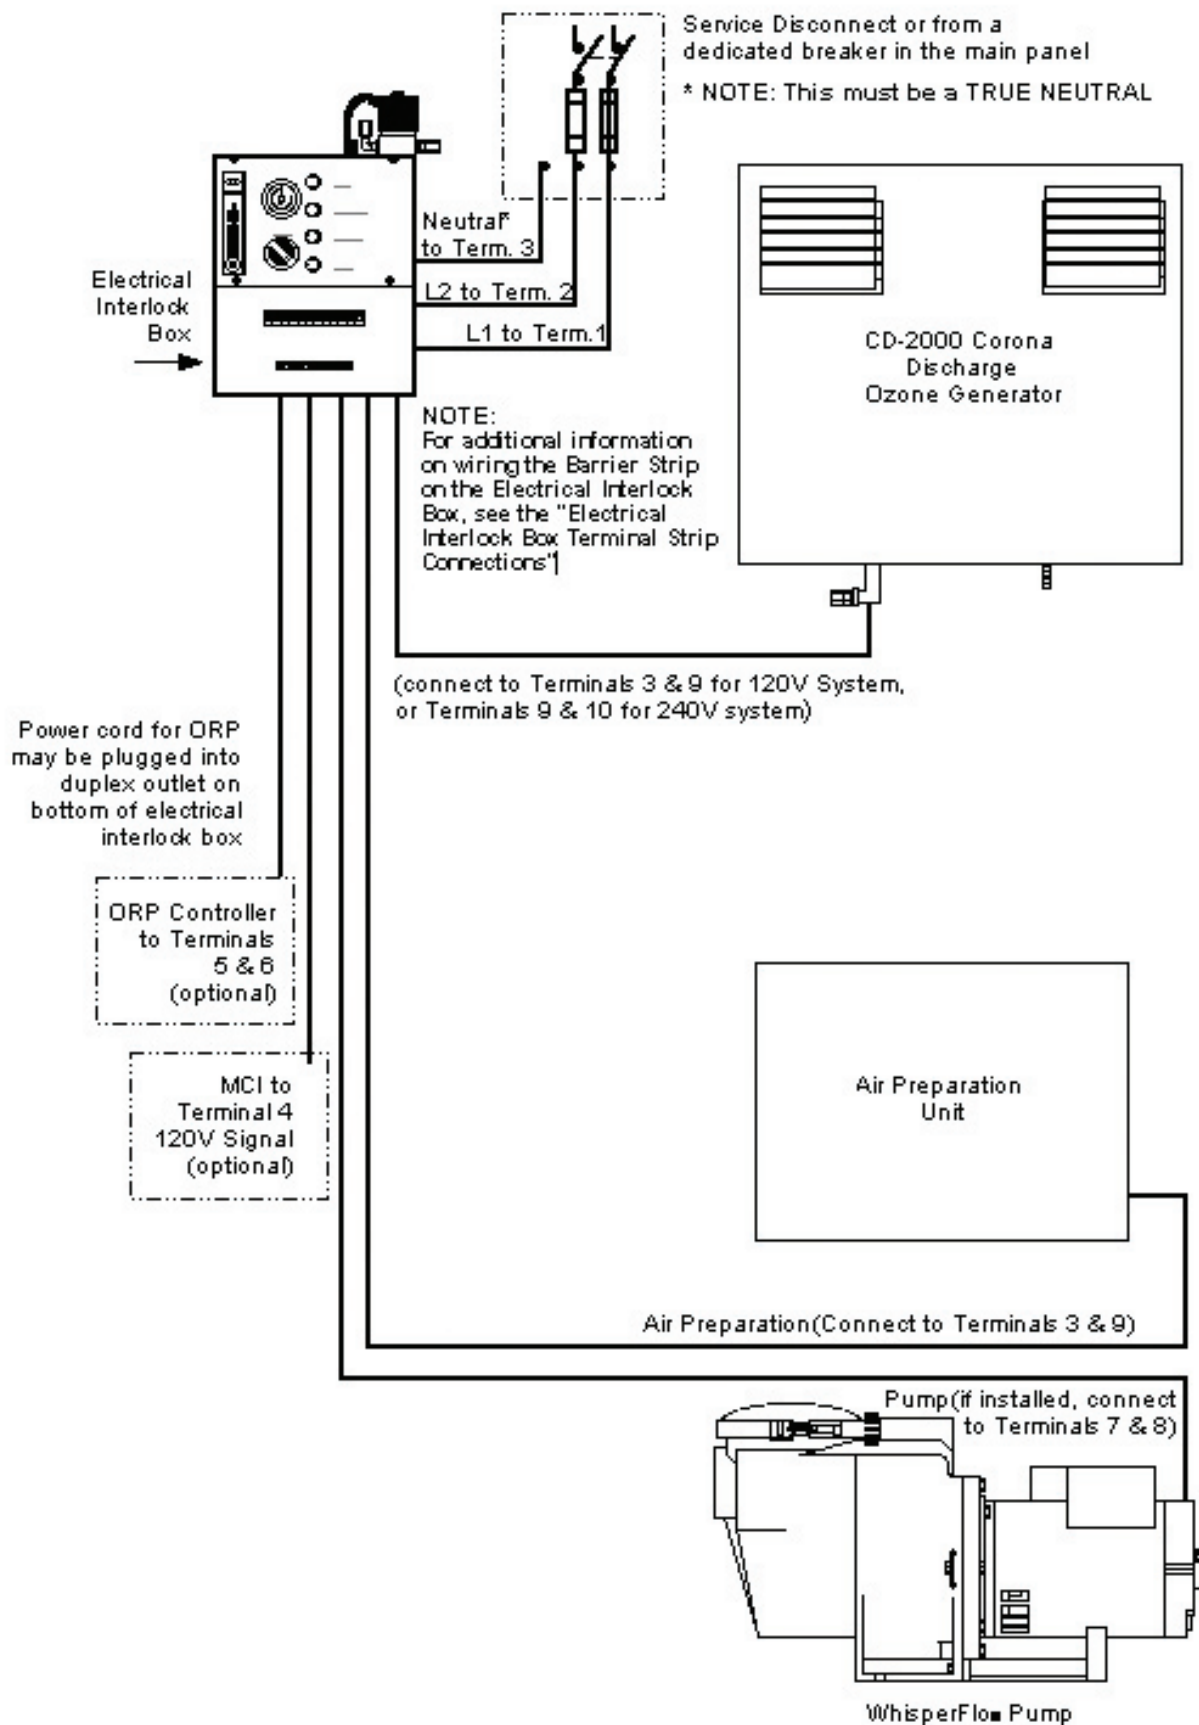 Service Disconnect or from a
dedicated breaker in the main panel
* NOTE: This must be a TRUE NEUTRAL
Neutral*
to Term. 3
L2 to Term. 2
L1 to Term.1
Electrical
Interlock
Box
CD-2000 Corona
Discharge
Ozone Generator
NOTE:
For additional information
on wiring the Barrier Strip
on the Electrical Interlock
Box, see the "Electrical
Interlock Box Terminal Strip
Connections"
(connect to Terminals 3 & 9 for 120V System,
or Terminals 9 & 10 for 240V system)
Power cord for ORP
may be plugged into
duplex outlet on
bottom of electrical
interlock box
ORP Controller
to Terminals
5 & 6
(optional)
MCI to
Terminal 4
120V Signal
(optional)
Air Preparation
Unit
Air Preparation(Connect to Terminals 3 & 9)
Pump(if installed, connect
to Terminals 7 & 8)
WhisperFlow Pump